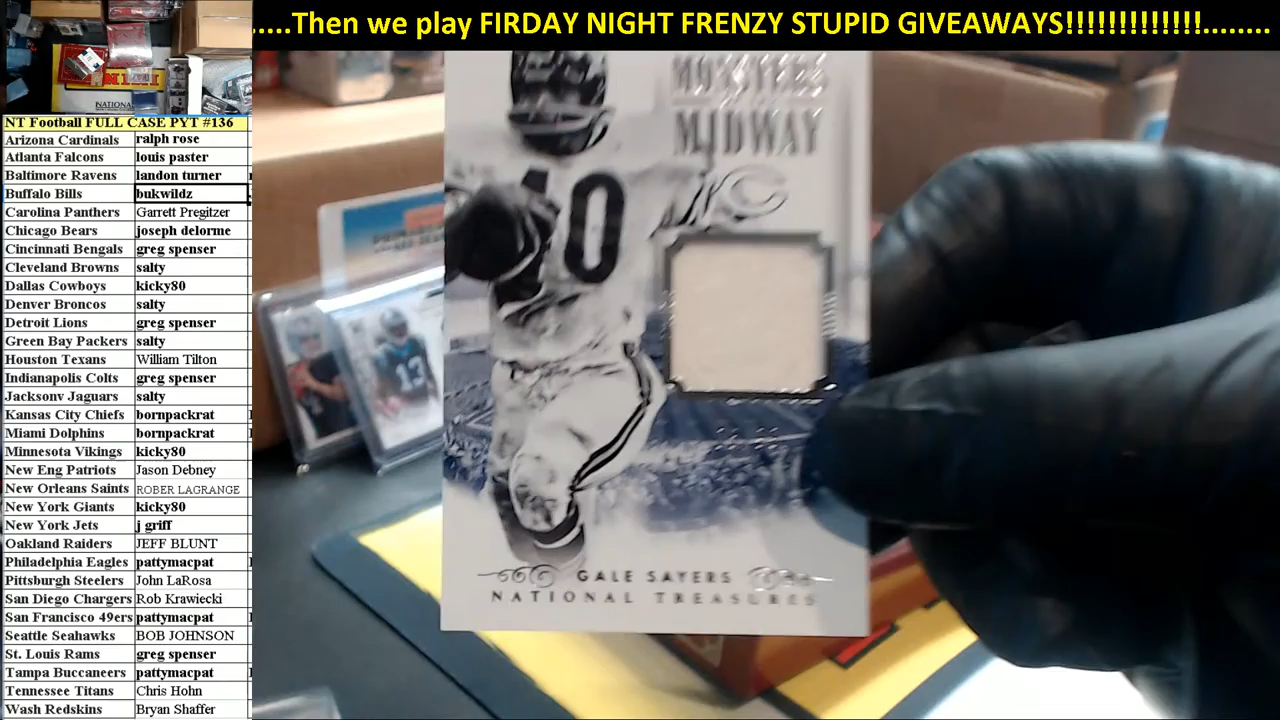 .....Then we play FIRDAY NIGHT FRENZY STUPID GIVEAWAYS!!!!!!!!!!!!!........
NATIONAL
NT Football FULL CASE PYT #136
Arizona Cardinals ralph rose
Atlanta Falcons louis paster
Baltimore Ravens landon turner
Buffalo Bills bukwildz
Carolina Panthers Garrett Pregitzer
Chicago Bears joseph delorme
Cincinnati Bengals greg spenser
Cleveland Browns salty
Dallas Cowboys kicky80
Denver Broncos salty
Detroit Lions greg spenser
Green Bay Packers salty
Houston Texans William Tilton
Indianapolis Colts greg spenser
Jacksonv Jaguars salty
Kansas City Chiefs bornpackrat
Miami Dolphins bornpackrat
Minnesota Vikings kicky80
New Eng Patriots Jason Debney
New Orleans Saints ROBER LAGRANGE
New York Giants kicky80
New York Jets j griff
Oakland Raiders JEFF BLUNT
Philadelphia Eagles pattymacpat
Pittsburgh Steelers John LaRosa
San Diego Chargers Rob Krawiecki
San Francisco 49ers pattymacpat
Seattle Seahawks BOB JOHNSON
St. Louis Rams greg spenser
Tampa Buccaneers pattymacpat
Tennessee Titans Chris Hohn
Wash Redskins Bryan Shaffer
MONSTERS
MIDWAY
40
13
GALE SAYERS
NATIONAL TREASURES